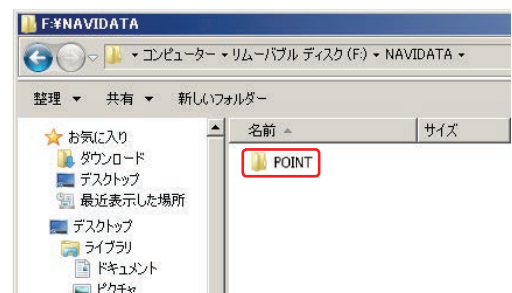 F:¥NAVIDATA
コンピューター リムーバブル ディスク (F:) NAVIDATA
整理 共有 新しいフォルダー
お気に入り
ダウンロード
デスクトップ
最近表示した場所
デスクトップ
ライブラリ
ドキュメント
ピクチャ
名前 サイズ
POINT